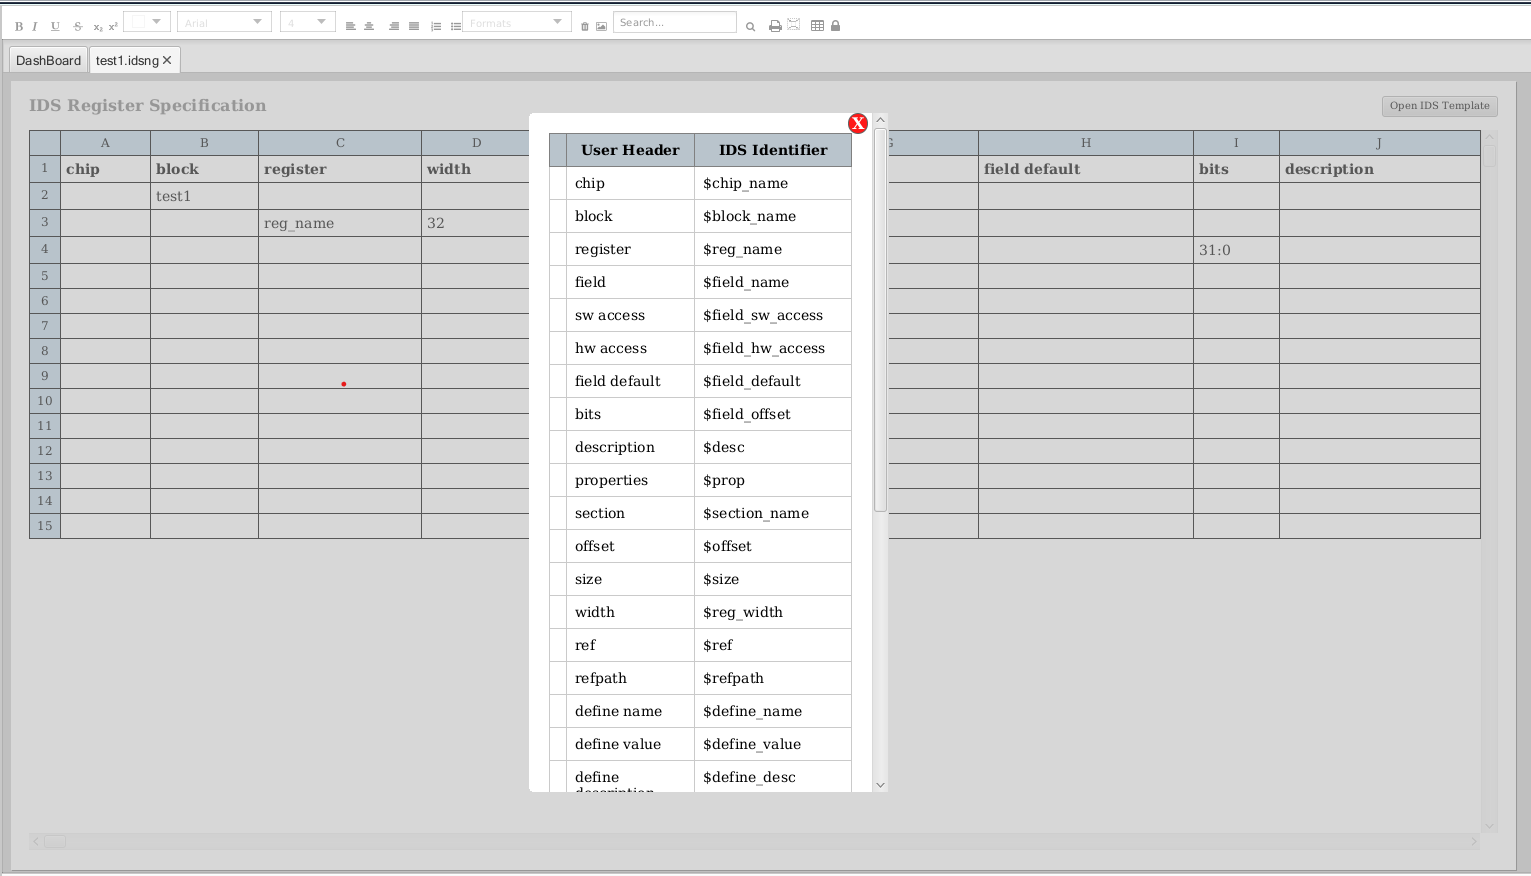 B I U S x₂ x² Arial 4 Formats Search...
DashBoard test1.idsng ✕
IDS Register Specification Open IDS Template
A B C D G H I J
1 chip block register width field default bits description
2 test1
3 reg_name 32
4 31:0
5
6
7
8
9
10
11
12
13
14
15
X
User Header IDS Identifier
chip $chip_name
block $block_name
register $reg_name
field $field_name
sw access $field_sw_access
hw access $field_hw_access
field default $field_default
bits $field_offset
description $desc
properties $prop
section $section_name
offset $offset
size $size
width $reg_width
ref $ref
refpath $refpath
define name $define_name
define value $define_value
define $define_desc
description